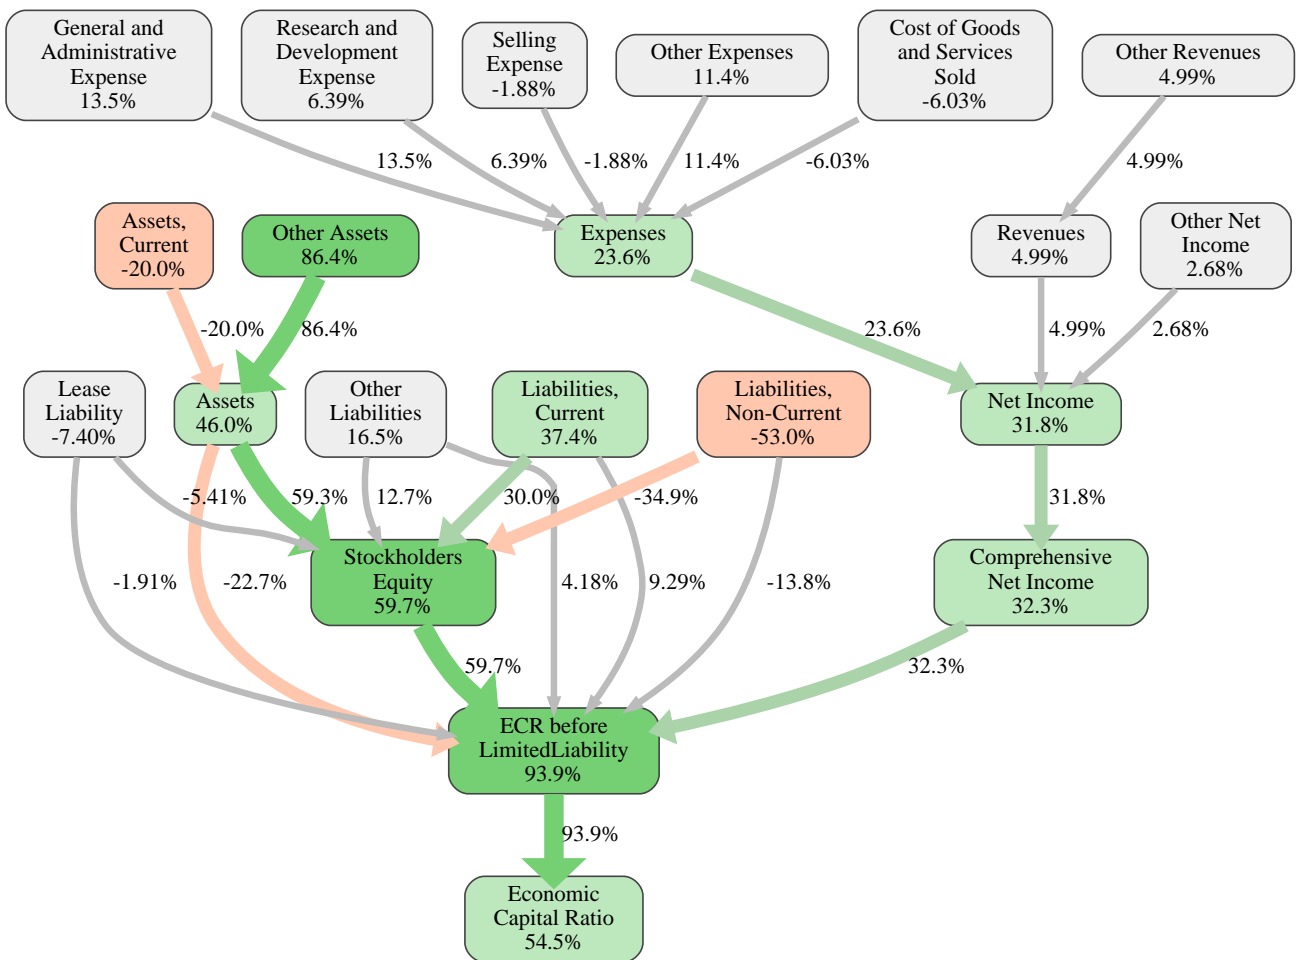 General and
Administrative
Expense
13.5%
Research and
Development
Expense
6.39%
Selling
Expense
-1.88%
Other Expenses
11.4%
Cost of Goods
and Services
Sold
-6.03%
Other Revenues
4.99%
13.5%
6.39%
-1.88%
11.4%
-6.03%
4.99%
Assets,
Current
-20.0%
Other Assets
86.4%
Expenses
23.6%
Revenues
4.99%
Other Net
Income
2.68%
-20.0%
86.4%
23.6%
4.99%
2.68%
Lease
Liability
-7.40%
Assets
46.0%
Other
Liabilities
16.5%
Liabilities,
Current
37.4%
Liabilities,
Non-Current
-53.0%
Net Income
31.8%
-5.41%
59.3%
12.7%
30.0%
-34.9%
31.8%
Stockholders
Equity
59.7%
Comprehensive
Net Income
32.3%
-1.91%
-22.7%
4.18%
9.29%
-13.8%
59.7%
32.3%
ECR before
LimitedLiability
93.9%
93.9%
Economic
Capital Ratio
54.5%